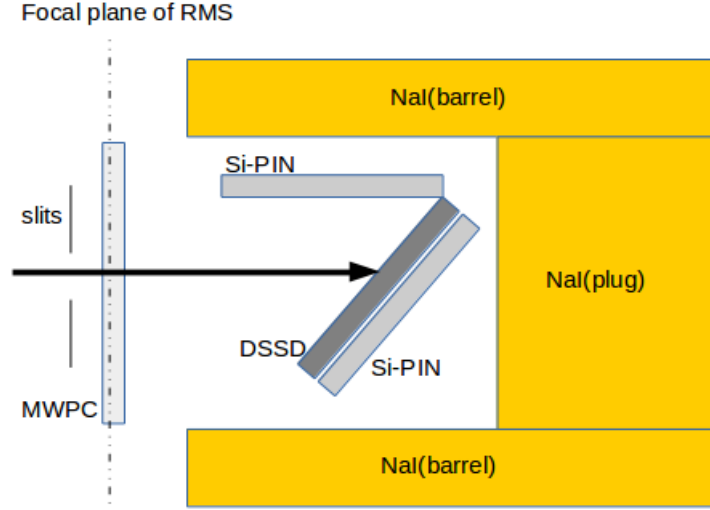 Focal plane of RMS
NaI(barrel)
Si-PIN
slits
NaI(plug)
DSSD
Si-PIN
MWPC
NaI(barrel)